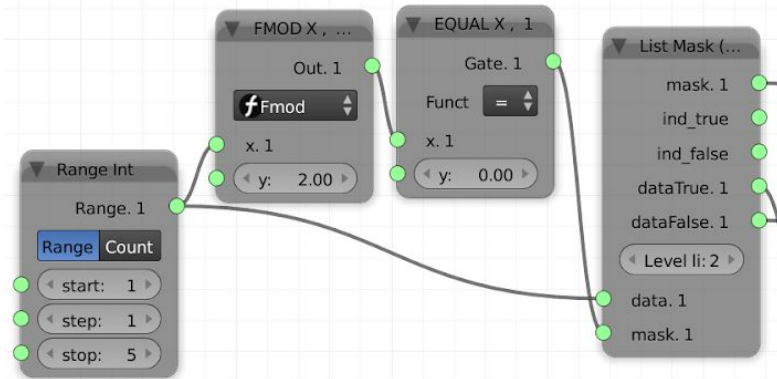 Range Int
Range. 1
Range Count
start: 1
step: 1
stop: 5
FMOD X , ...
Out. 1
Fmod
x. 1
y: 2.00
EQUAL X , 1
Gate. 1
Funct =
x. 1
y: 0.00
List Mask (...
mask. 1
ind_true
ind_false
dataTrue. 1
dataFalse. 1
Level li: 2
data. 1
mask. 1